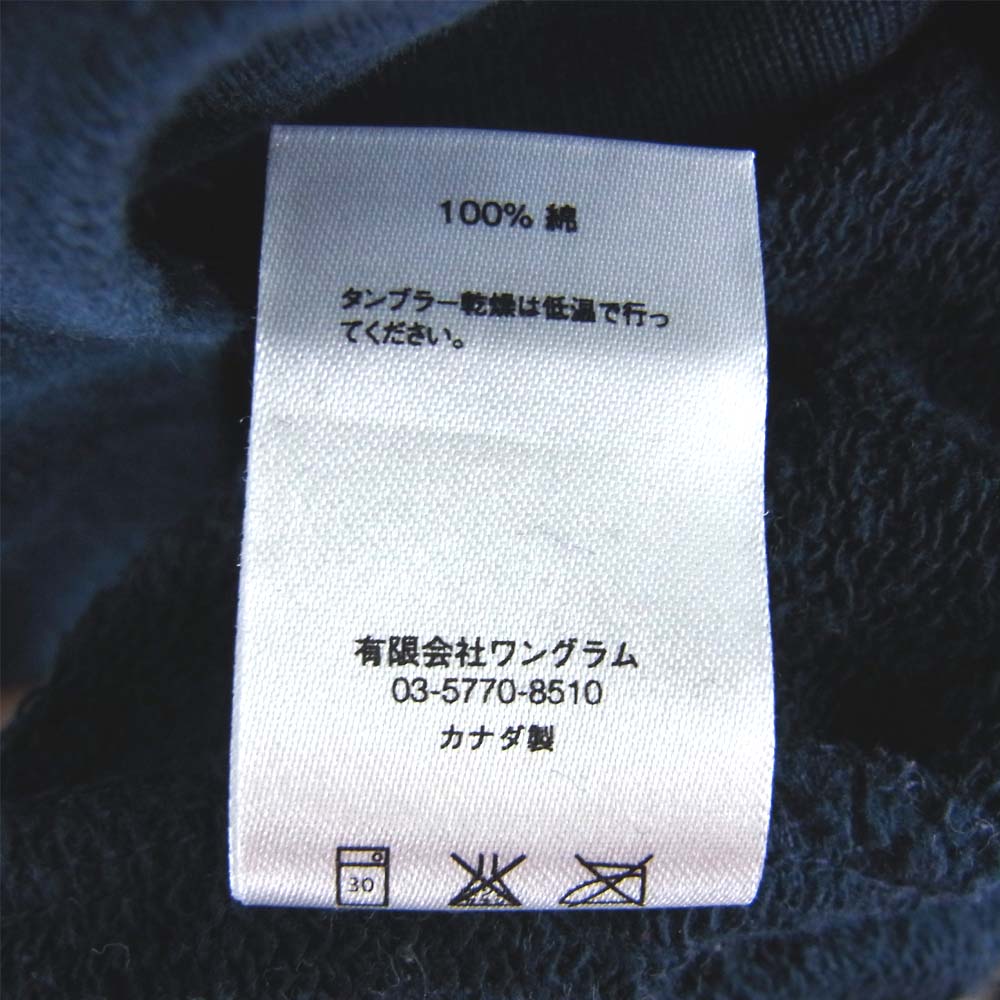 100% 綿
タンブラー乾燥は低温で行っ
てください。
有限会社ワングラム
03-5770-8510
カナダ製
30